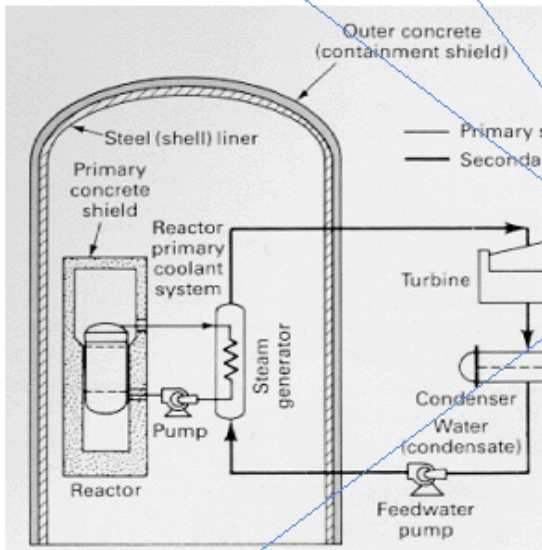 Outer concrete
(containment shield)
Steel (shell) liner
Primary
Primary
concrete
shield
Reactor
primary
coolant
system
Turbine
Steam
generator
Condenser
Pump
Water
(condensate)
Reactor
Feedwater
pump